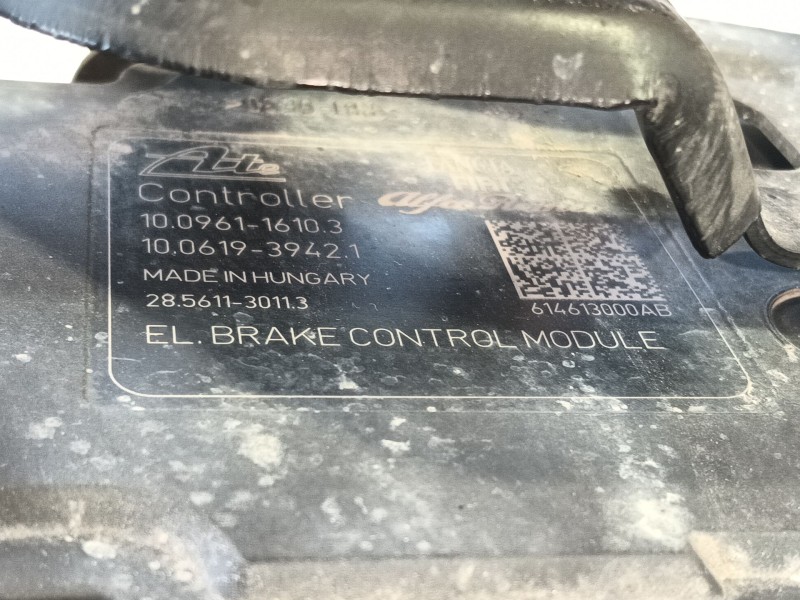 Ate
Controller
10.0961-1610.3
10.0619-3942.1
MADE IN HUNGARY
28.5611-3011.3
614613000AB
EL. BRAKE CONTROL MODULE